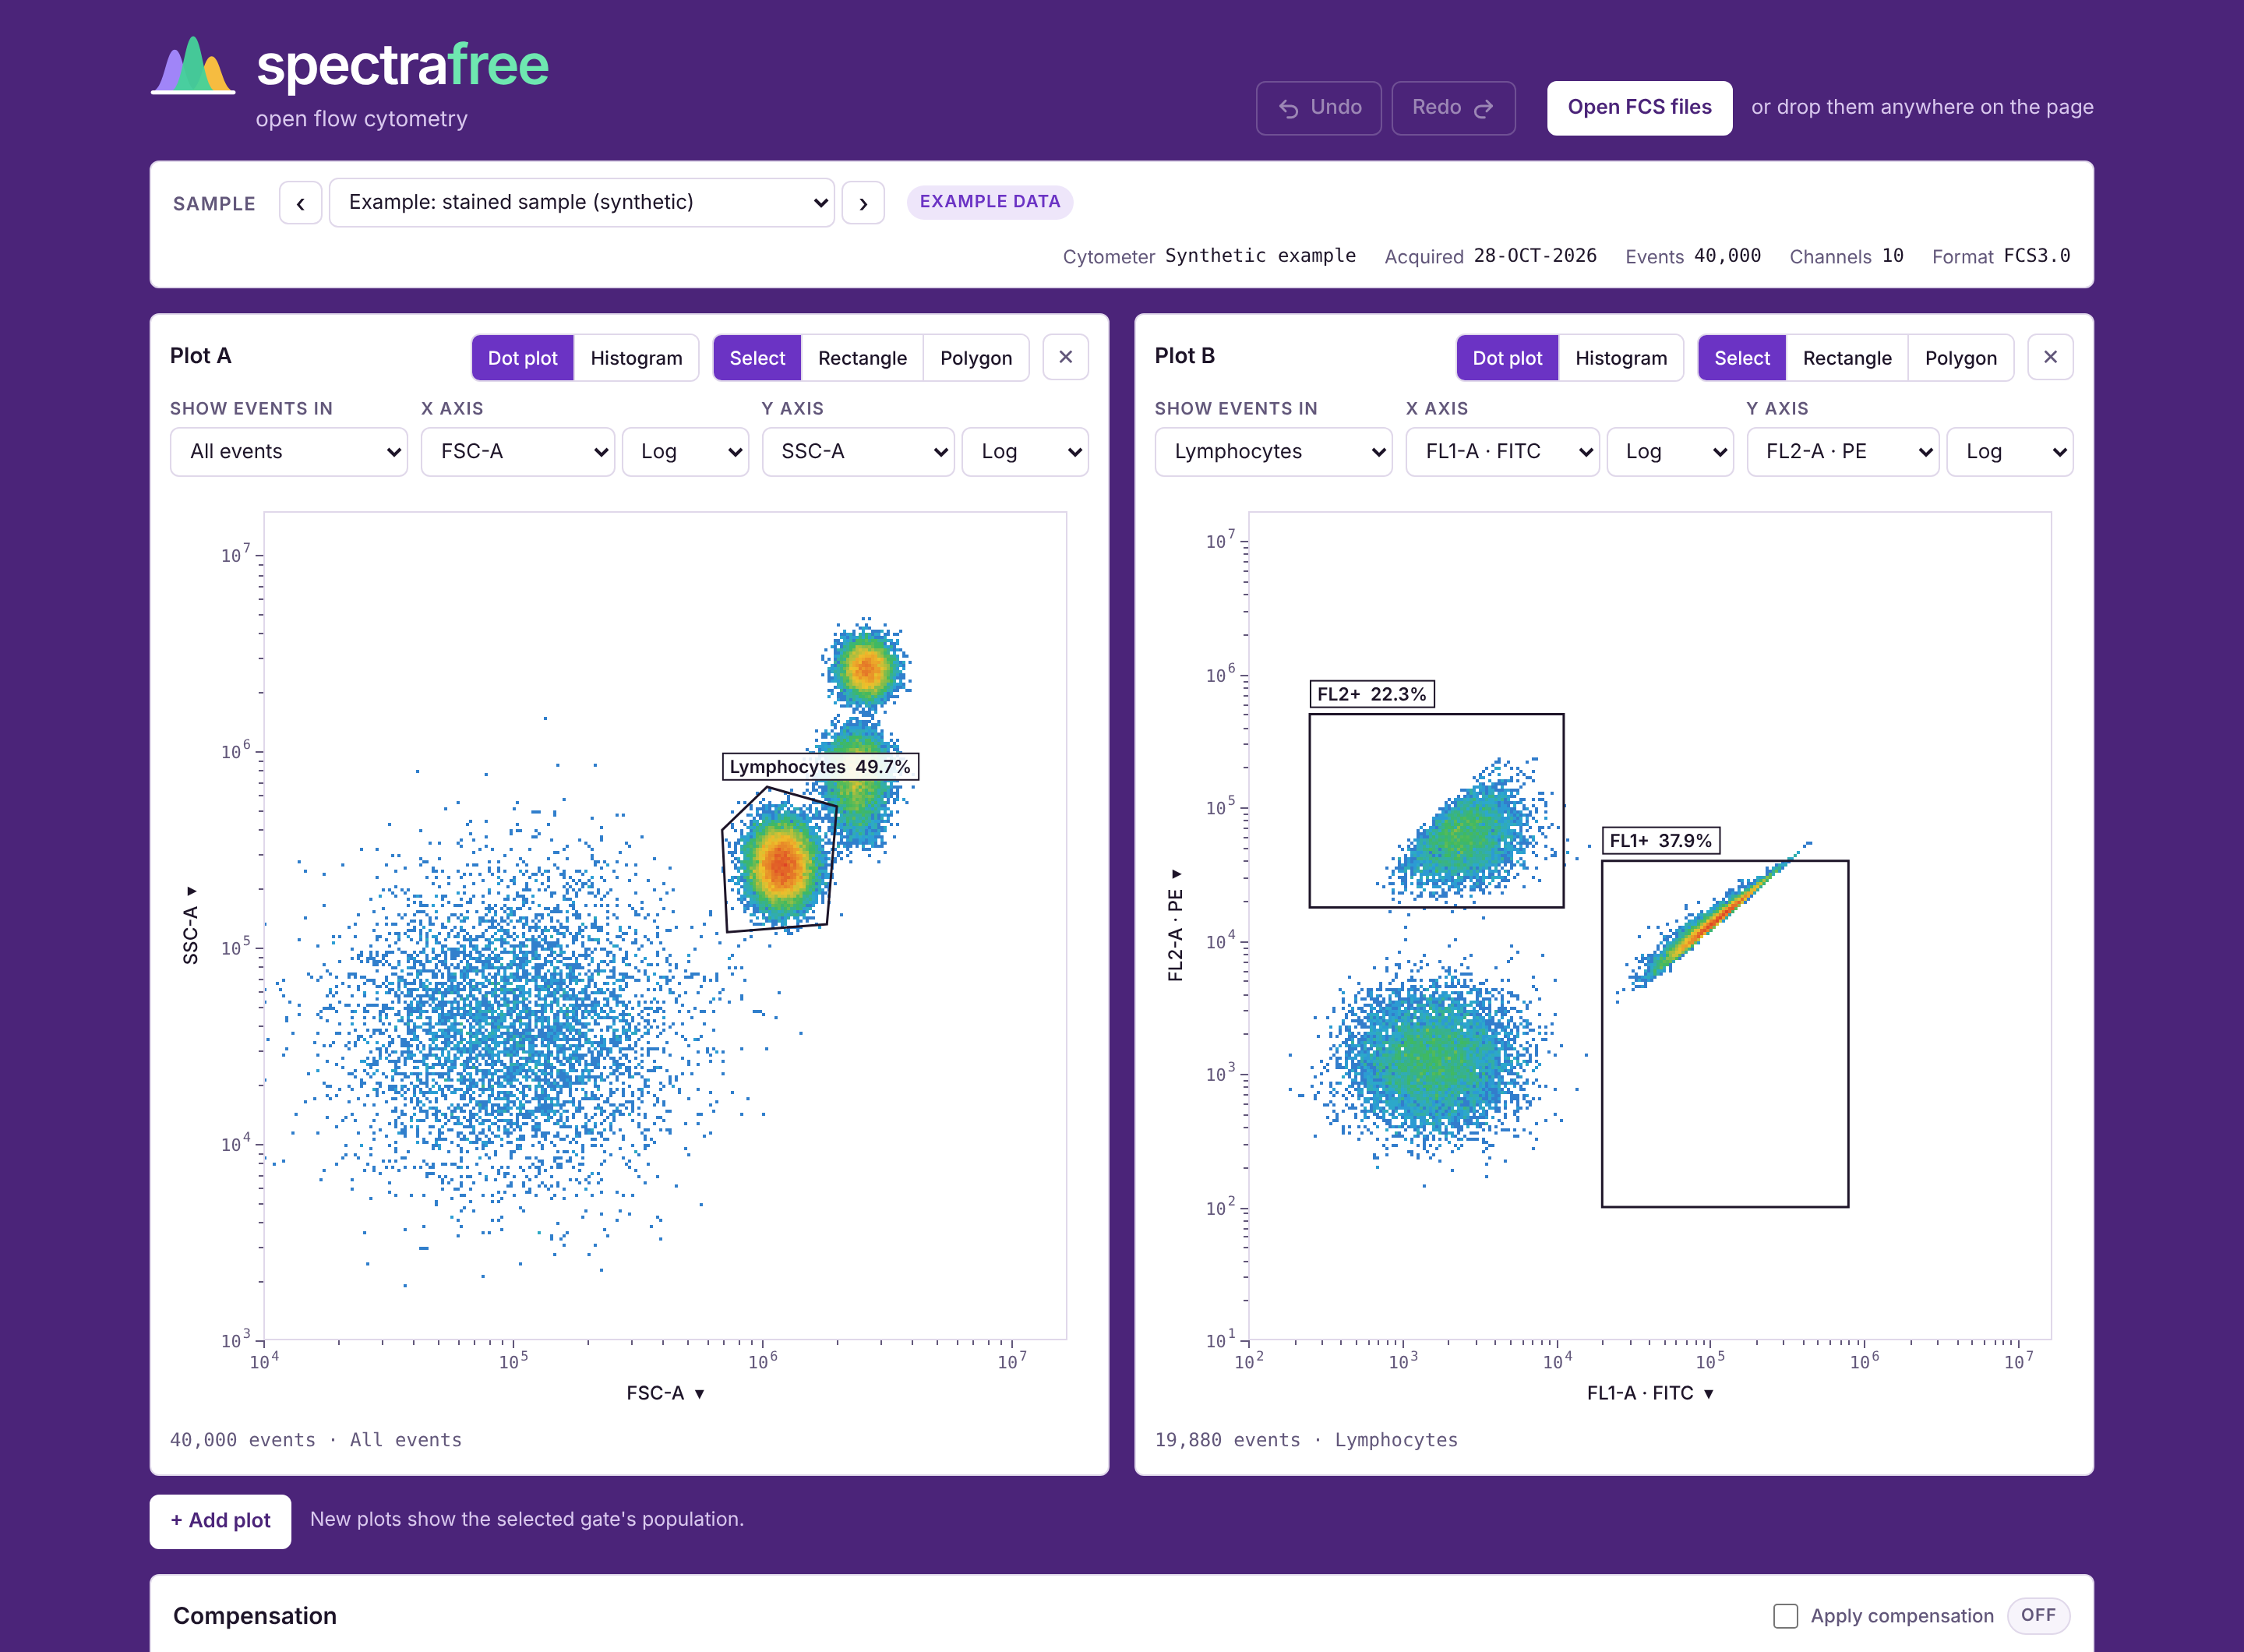 spectrafree
open flow cytometry
Undo Redo Open FCS files or drop them anywhere on the page
SAMPLE ‹ Example: stained sample (synthetic) › EXAMPLE DATA
Cytometer Synthetic example Acquired 28-OCT-2026 Events 40,000 Channels 10 Format FCS3.0
Plot A Dot plot Histogram Select Rectangle Polygon ✕
SHOW EVENTS IN X AXIS Y AXIS
All events FSC-A Log SSC-A Log
10⁷
10⁶
10⁵
10⁴
10³
SSC-A ▼
Lymphocytes 49.7%
10⁴ 10⁵ 10⁶ 10⁷
FSC-A ▼
40,000 events · All events
Plot B Dot plot Histogram Select Rectangle Polygon ✕
SHOW EVENTS IN X AXIS Y AXIS
Lymphocytes FL1-A · FITC Log FL2-A · PE Log
10⁷
10⁶
10⁵
10⁴
10³
10²
10¹
FL2-A · PE ▼
FL2+ 22.3%
FL1+ 37.9%
10² 10³ 10⁴ 10⁵ 10⁶ 10⁷
FL1-A · FITC ▼
19,880 events · Lymphocytes
+ Add plot New plots show the selected gate's population.
Compensation Apply compensation OFF